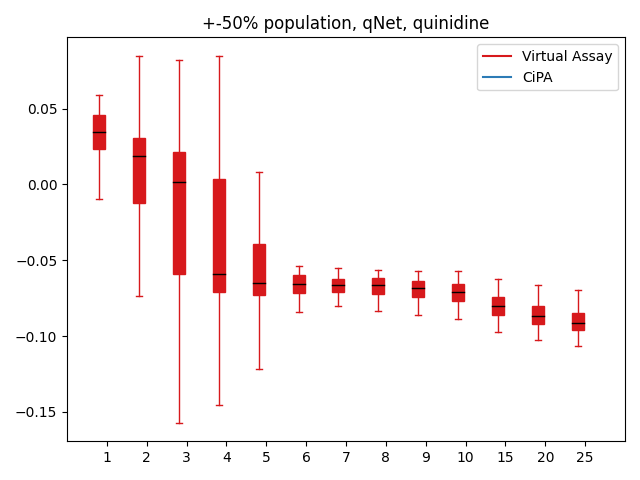 +-50% population, qNet, quinidine
Virtual Assay
CiPA
0.05
0.00
−0.05
−0.10
−0.15
1 2 3 4 5 6 7 8 9 10 15 20 25